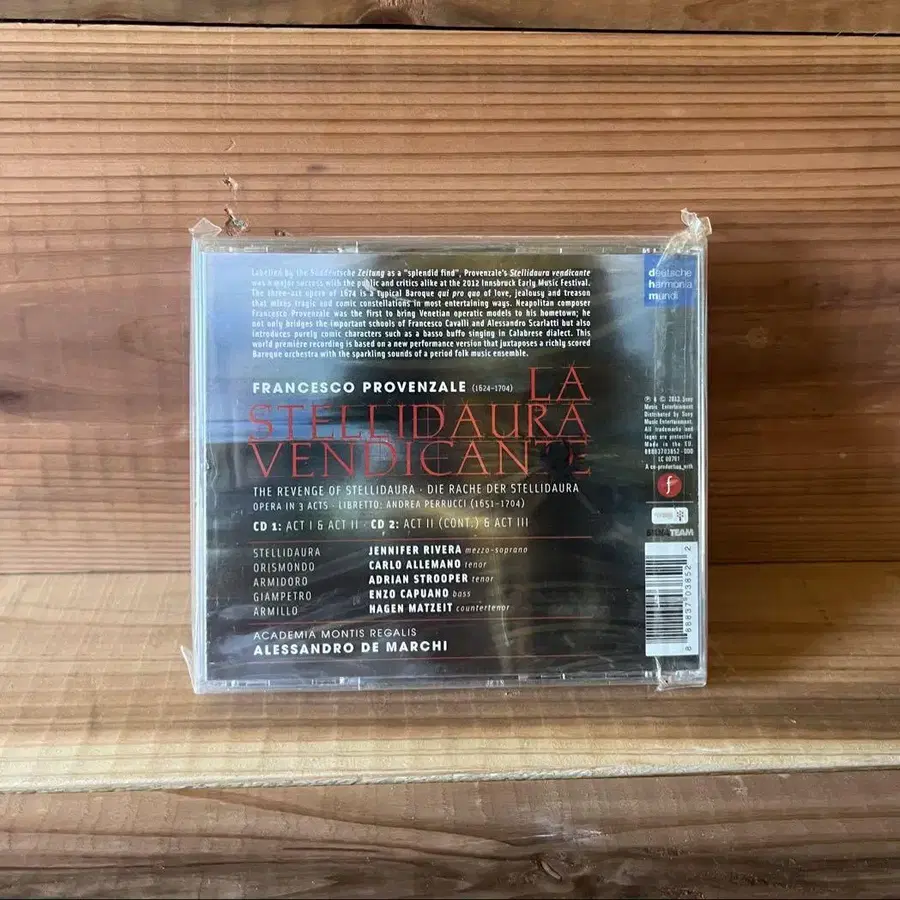 Labelled by the Süddeutsche Zeitung as a "splendid find", Provenzale's Stellidaura vendicante
was a major success with the public and critics alike at the 2012 Innsbruck Early Music Festival.
The three-act opera of 1674 is a typical Baroque qui pro quo of love, jealousy and treason
that mixes tragic and comic constellations in most entertaining ways. Neapolitan composer
Francesco Provenzale was the first to bring Venetian operatic models to his hometown; he
not only bridges the important schools of Francesco Cavalli and Alessandro Scarlatti but also
introduces purely comic characters such as a basso buffo singing in Calabrese dialect. This
world première recording is based on a new performance version that juxtaposes a richly scored
Baroque orchestra with the sparkling sounds of a period folk music ensemble.
FRANCESCO PROVENZALE (1624-1704)
LA
STELLIDAURA
VENDICANTE
THE REVENGE OF STELLIDAURA · DIE RACHE DER STELLIDAURA
OPERA IN 3 ACTS · LIBRETTO: ANDREA PERRUCCI (1651-1704)
CD 1: ACT I & ACT II · CD 2: ACT II (CONT.) & ACT III
STELLIDAURA JENNIFER RIVERA mezzo-soprano
ORISMONDO CARLO ALLEMANO tenor
ARMIDORO ADRIAN STROOPER tenor
GIAMPETRO ENZO CAPUANO bass
ARMILLO HAGEN MATZEIT countertenor
ACADEMIA MONTIS REGALIS
ALESSANDRO DE MARCHI
deutsche
harmonia
mundi
℗ & © 2013 Sony
Music Entertainment
Distributed by Sony
Music Entertainment.
All trademarks and
logos are protected.
Made in the EU.
88883703852-000
LC 00761
A co-production with
f
TEAM
8 88837 03852 2